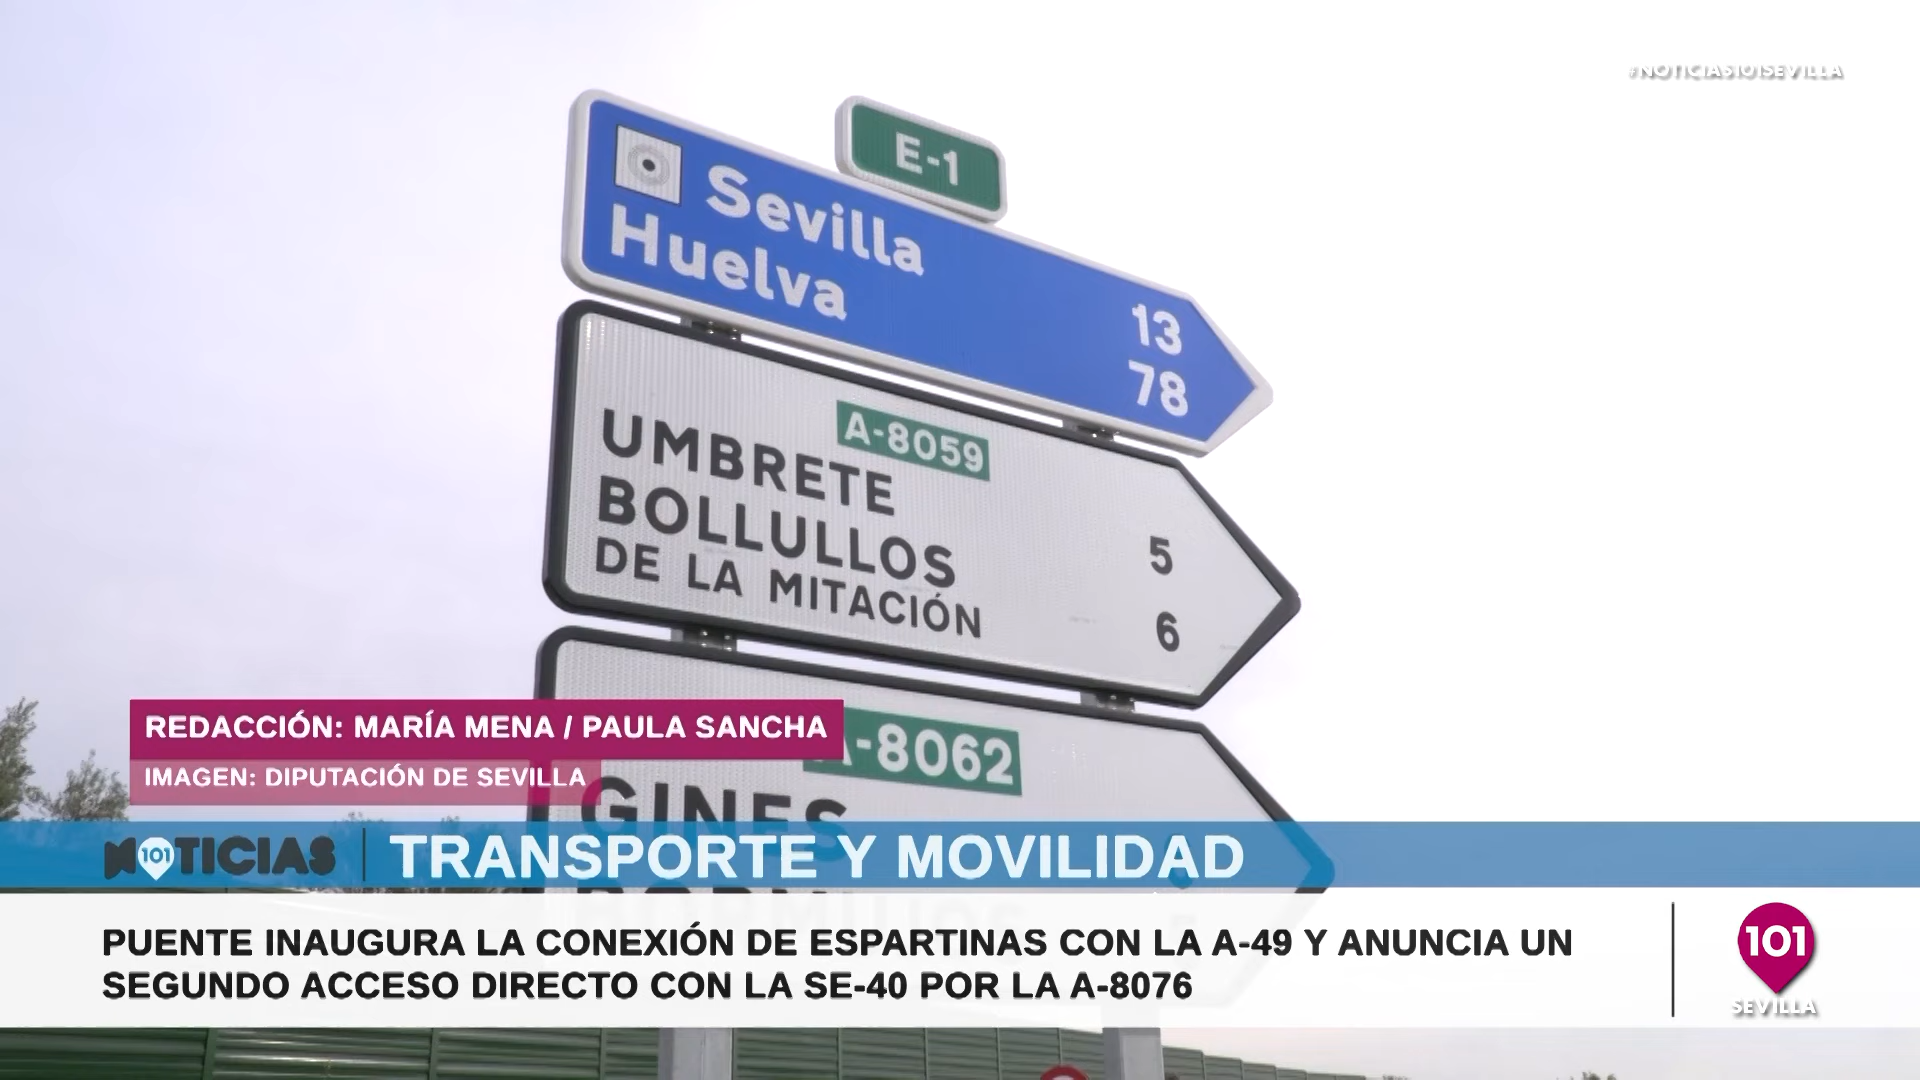 #NOTICIAS101SEVILLA
E-1
Sevilla 13
Huelva 78
A-8059
UMBRETE 5
BOLLULLOS
DE LA MITACIÓN 6
REDACCIÓN: MARÍA MENA / PAULA SANCHA
A-8062
IMAGEN: DIPUTACIÓN DE SEVILLA
GINES
NOTICIAS 101
TRANSPORTE Y MOVILIDAD
BORMUJOS
PUENTE INAUGURA LA CONEXIÓN DE ESPARTINAS CON LA A-49 Y ANUNCIA UN
SEGUNDO ACCESO DIRECTO CON LA SE-40 POR LA A-8076
101
SEVILLA